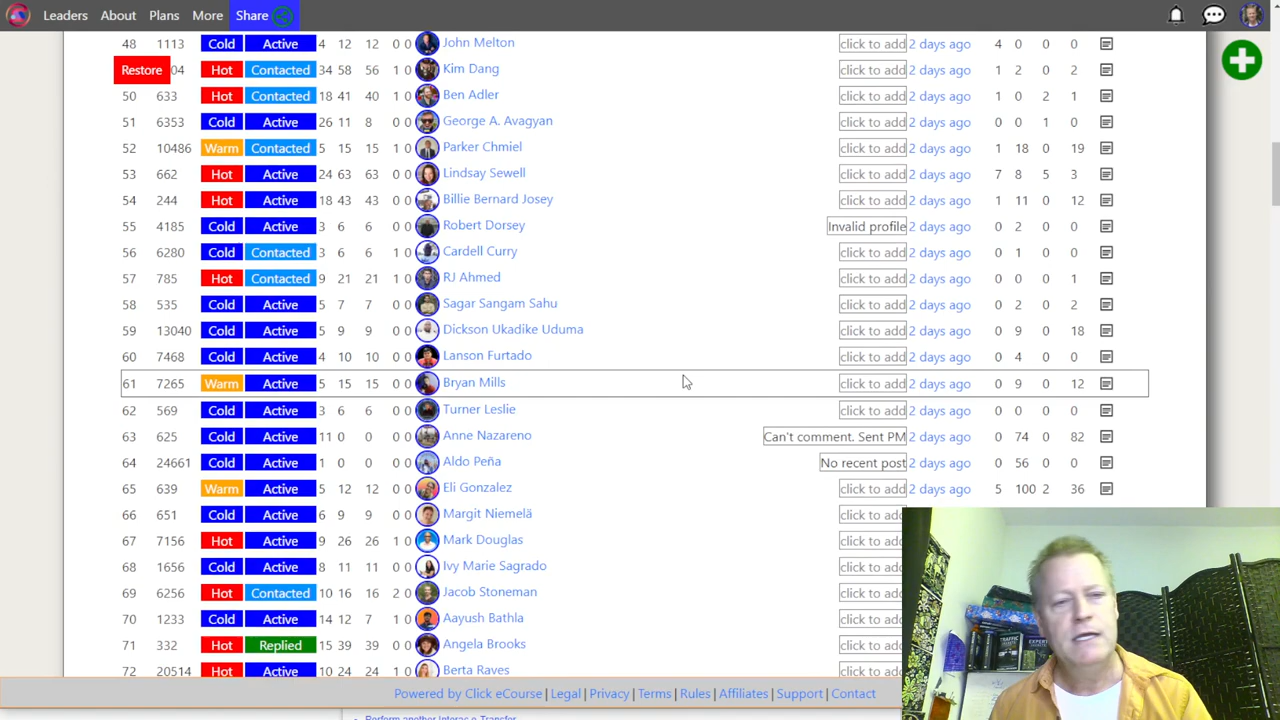 Leaders About Plans More Share
48 1113 Cold Active 4 12 12 0 0 John Melton click to add 2 days ago 4 0 0 0
Restore 04 Hot Contacted 34 58 56 1 0 Kim Dang click to add 2 days ago 1 2 0 2
50 633 Hot Contacted 18 41 40 1 0 Ben Adler click to add 2 days ago 1 0 2 1
51 6353 Cold Active 26 11 8 0 0 George A. Avagyan click to add 2 days ago 0 0 1 0
52 10486 Warm Contacted 5 15 15 1 0 Parker Chmiel click to add 2 days ago 1 18 0 19
53 662 Hot Active 24 63 63 0 0 Lindsay Sewell click to add 2 days ago 7 8 5 3
54 244 Hot Active 18 43 43 0 0 Billie Bernard Josey click to add 2 days ago 1 11 0 12
55 4185 Cold Active 3 6 6 0 0 Robert Dorsey Invalid profile 2 days ago 0 2 0 0
56 6280 Cold Contacted 3 6 6 1 0 Cardell Curry click to add 2 days ago 0 1 0 0
57 785 Hot Contacted 9 21 21 1 0 RJ Ahmed click to add 2 days ago 0 0 0 1
58 535 Cold Active 5 7 7 0 0 Sagar Sangam Sahu click to add 2 days ago 0 2 0 2
59 13040 Cold Active 5 9 9 0 0 Dickson Ukadike Uduma click to add 2 days ago 0 9 0 18
60 7468 Cold Active 4 10 10 0 0 Lanson Furtado click to add 2 days ago 0 4 0 0
61 7265 Warm Active 5 15 15 0 0 Bryan Mills click to add 2 days ago 0 9 0 12
62 569 Cold Active 3 6 6 0 0 Turner Leslie click to add 2 days ago 0 0 0 0
63 625 Cold Active 11 0 0 0 0 Anne Nazareno Can't comment. Sent PM 2 days ago 0 74 0 82
64 24661 Cold Active 1 0 0 0 0 Aldo Peña No recent post 2 days ago 0 56 0 0
65 639 Warm Active 5 12 12 0 0 Eli Gonzalez click to add 2 days ago 5 100 2 36
66 651 Cold Active 6 9 9 0 0 Margit Niemelä click to add
67 7156 Hot Active 9 26 26 1 0 Mark Douglas click to add
68 1656 Cold Active 8 11 11 0 0 Ivy Marie Sagrado click to add
69 6256 Hot Contacted 10 16 16 2 0 Jacob Stoneman click to add
70 1233 Cold Active 14 12 7 1 0 Aayush Bathla click to add
71 332 Hot Replied 15 39 39 0 0 Angela Brooks click to add
72 20514 Hot Active 10 24 24 1 0 Berta Raves click to add
Powered by Click eCourse | Legal | Privacy | Terms | Rules | Affiliates | Support | Contact
Perform another Interac e-Transfer
TRAFFIC
EXPERT